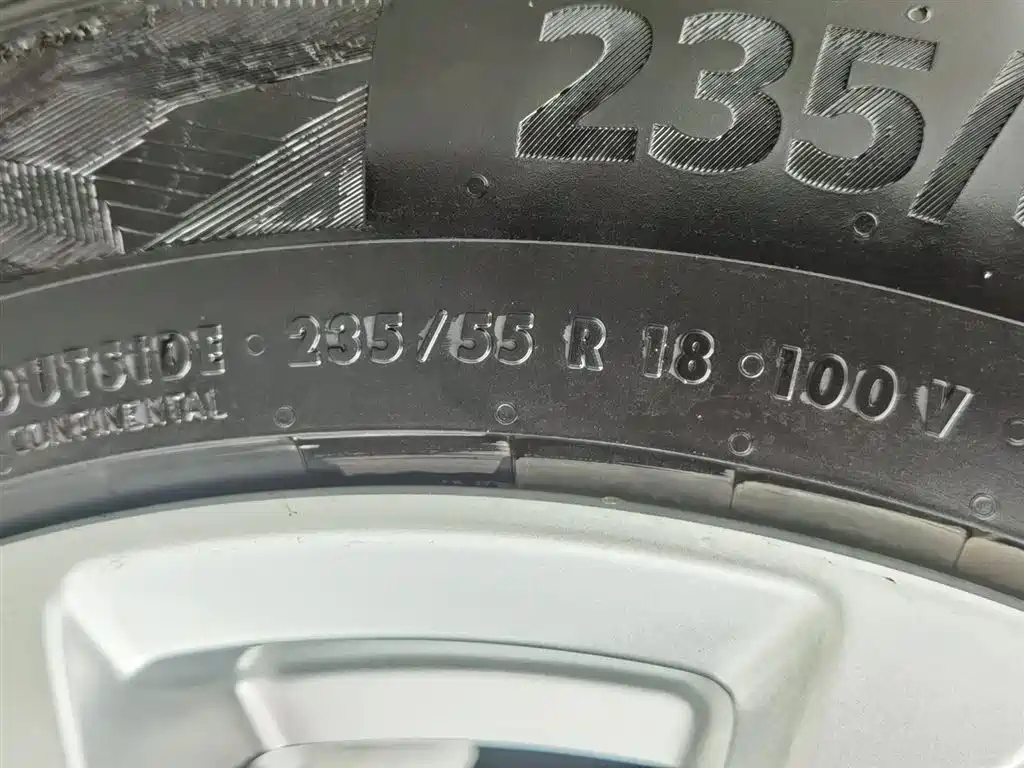 235/
OUTSIDE · 235/55 R 18 · 100 V
CONTINENTAL